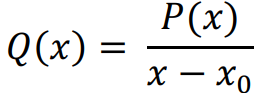 Q(x) = P(x) / (x − x₀)